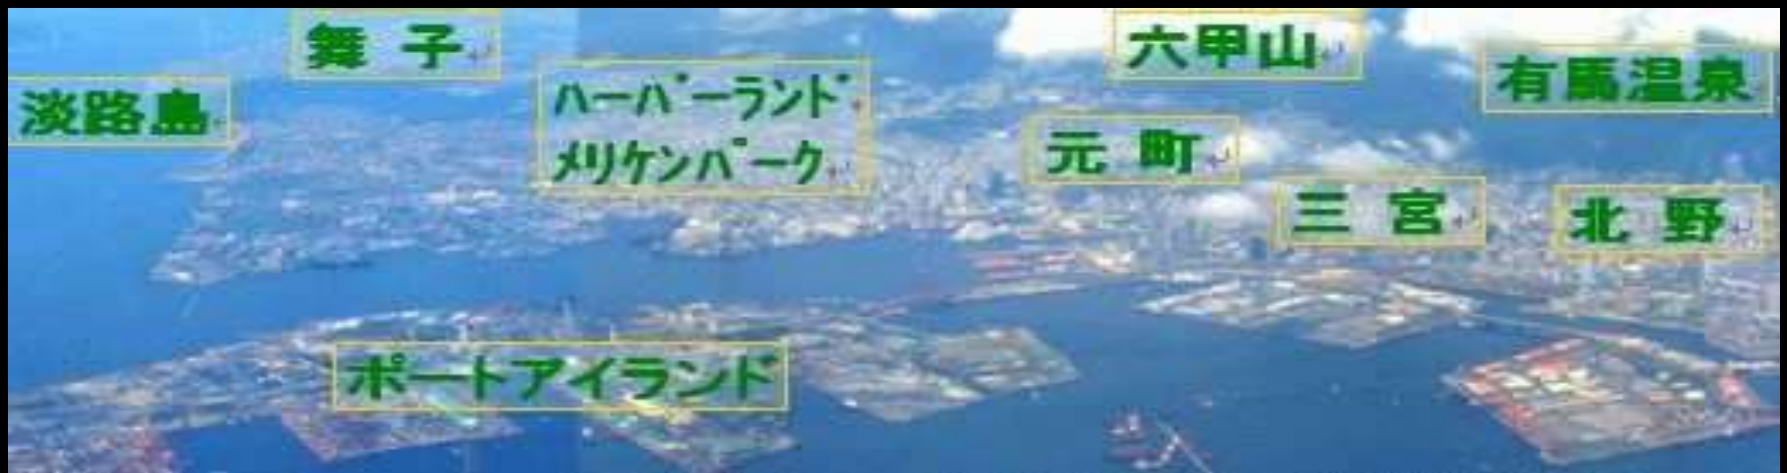 舞子
六甲山
有馬温泉
淡路島
ハーバーランド
メリケンパーク
元町
三宮
北野
ポートアイランド